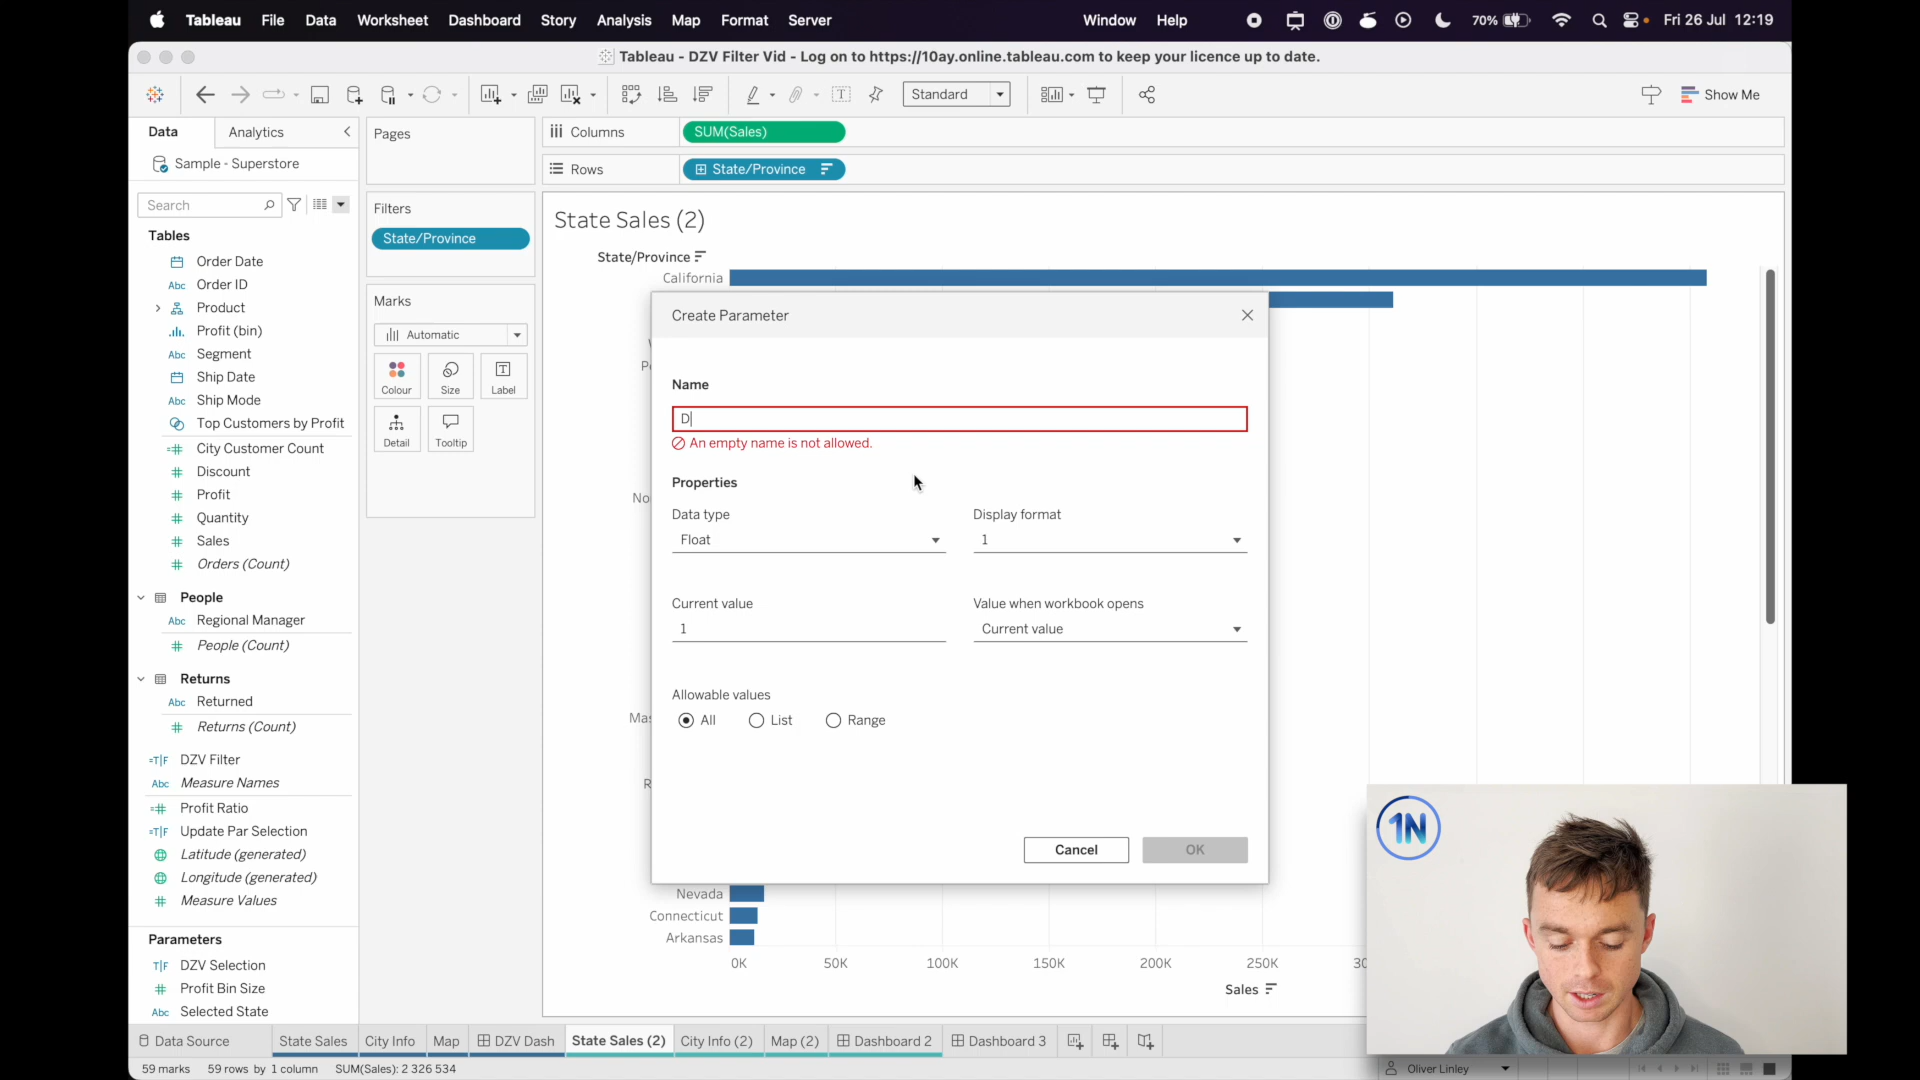 Tableau File Data Worksheet Dashboard Story Analysis Map Format Server Window Help 70% Fri 26 Jul 12:19
Tableau - DZV Filter Vid - Log on to https://10ay.online.tableau.com to keep your licence up to date.
Standard
Show Me
Data
Analytics
Sample - Superstore
Search
Tables
Order Date
Abc Order ID
Product
Profit (bin)
Abc Segment
Ship Date
Abc Ship Mode
Top Customers by Profit
=# City Customer Count
# Discount
# Profit
# Quantity
# Sales
# Orders (Count)
People
Abc Regional Manager
# People (Count)
Returns
Abc Returned
# Returns (Count)
=T|F DZV Filter
Abc Measure Names
=# Profit Ratio
=T|F Update Par Selection
Latitude (generated)
Longitude (generated)
# Measure Values
Parameters
T|F DZV Selection
# Profit Bin Size
Abc Selected State
Pages
Filters
State/Province
Marks
Automatic
Colour
Size
T Label
Detail
Tooltip
Columns
SUM(Sales)
Rows
State/Province
State Sales (2)
State/Province
California
No
Mas
Nevada
Connecticut
Arkansas
0K 50K 100K 150K 200K 250K 30
Sales
Create Parameter
Name
D
An empty name is not allowed.
Properties
Data type
Float
Display format
1
Current value
1
Value when workbook opens
Current value
Allowable values
All
List
Range
Cancel
OK
1N
Data Source
State Sales
City Info
Map
DZV Dash
State Sales (2)
City Info (2)
Map (2)
Dashboard 2
Dashboard 3
59 marks 59 rows by 1 column SUM(Sales): 2 326 534
Oliver Linley